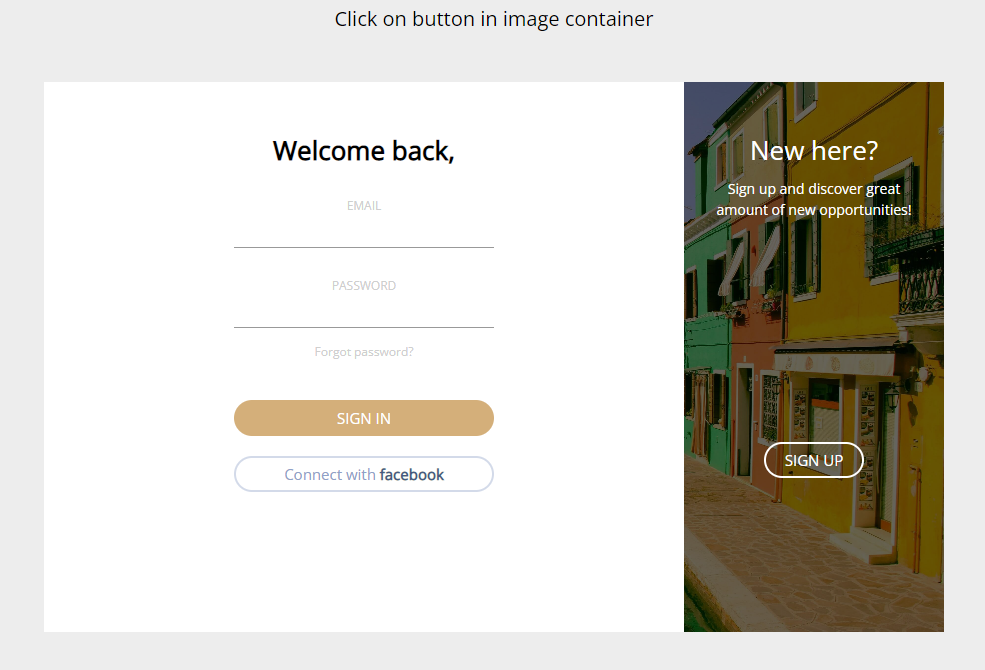 Click on button in image container
Welcome back,
EMAIL
PASSWORD
Forgot password?
SIGN IN
Connect with facebook
New here?
Sign up and discover great
amount of new opportunities!
SIGN UP